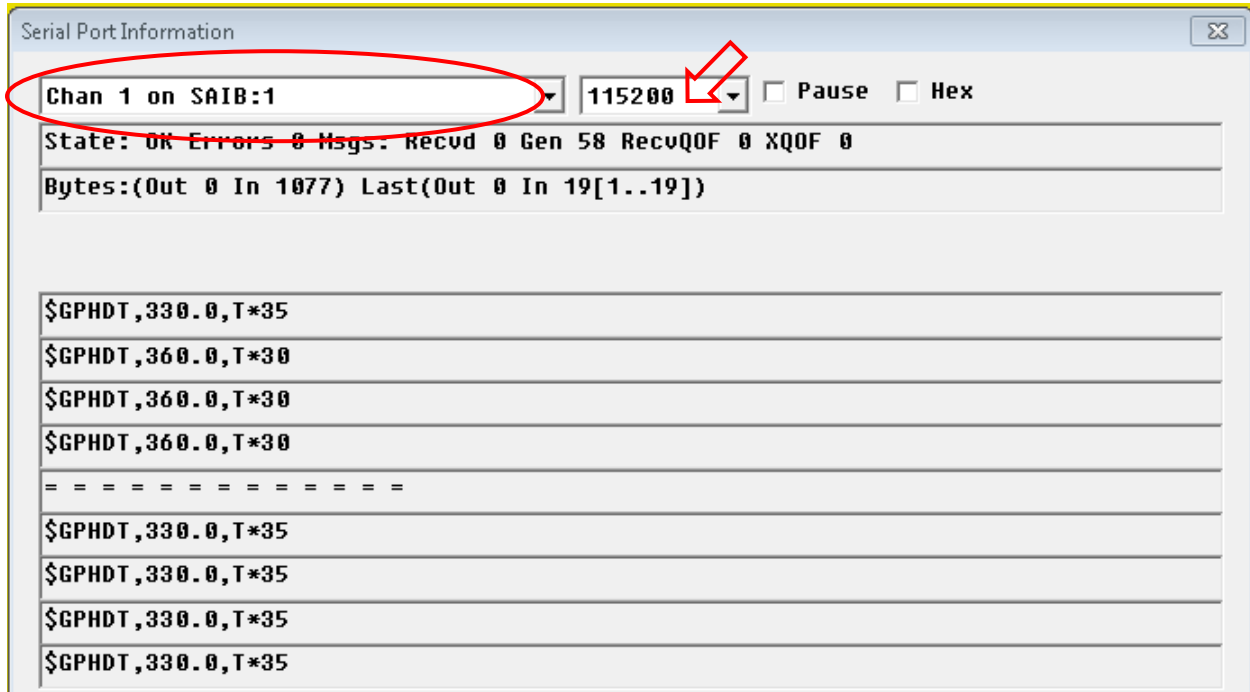 Serial Port Information
Chan 1 on SAIB:1 115200 Pause Hex
State: OK Errors 0 Msgs: Recvd 0 Gen 58 RecvQOF 0 XQOF 0
Bytes:(Out 0 In 1077) Last(Out 0 In 19[1..19])
$GPHDT,330.0,T*35
$GPHDT,360.0,T*30
$GPHDT,360.0,T*30
$GPHDT,360.0,T*30
= = = = = = = = = = = = =
$GPHDT,330.0,T*35
$GPHDT,330.0,T*35
$GPHDT,330.0,T*35
$GPHDT,330.0,T*35